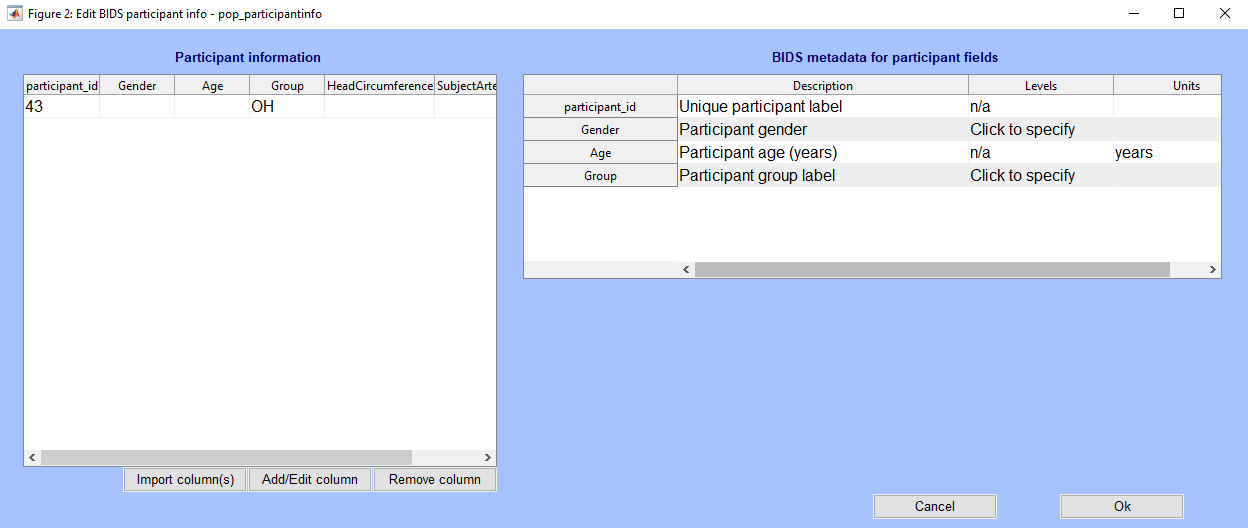 Figure 2: Edit BIDS participant info - pop_participantinfo
Participant information
participant_id Gender Age Group HeadCircumference SubjectArte
43 OH
Import column(s) Add/Edit column Remove column
BIDS metadata for participant fields
Description Levels Units
participant_id Unique participant label n/a
Gender Participant gender Click to specify
Age Participant age (years) n/a years
Group Participant group label Click to specify
Cancel Ok